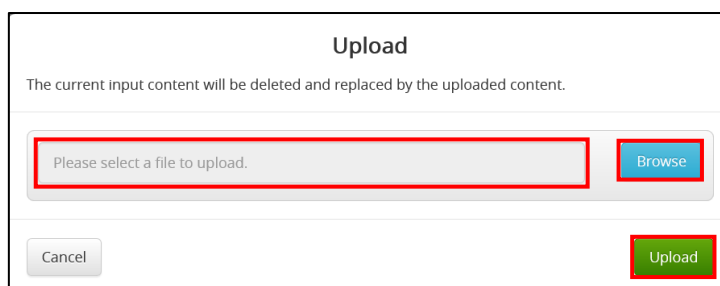 Upload
The current input content will be deleted and replaced by the uploaded content.
Please select a file to upload.
Browse
Cancel
Upload